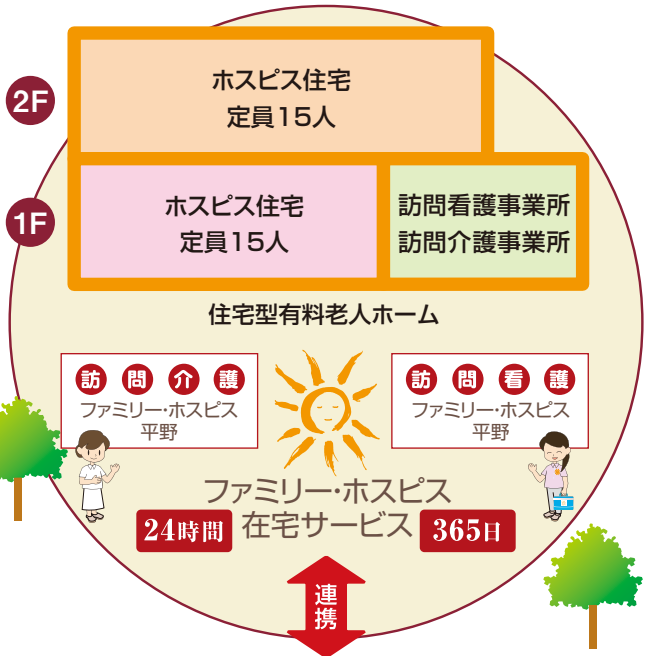 2F
ホスピス住宅
定員15人
1F
ホスピス住宅
定員15人
訪問看護事業所
訪問介護事業所
住宅型有料老人ホーム
訪問介護
ファミリー・ホスピス
平野
訪問看護
ファミリー・ホスピス
平野
ファミリー・ホスピス
24時間 在宅サービス 365日
連携